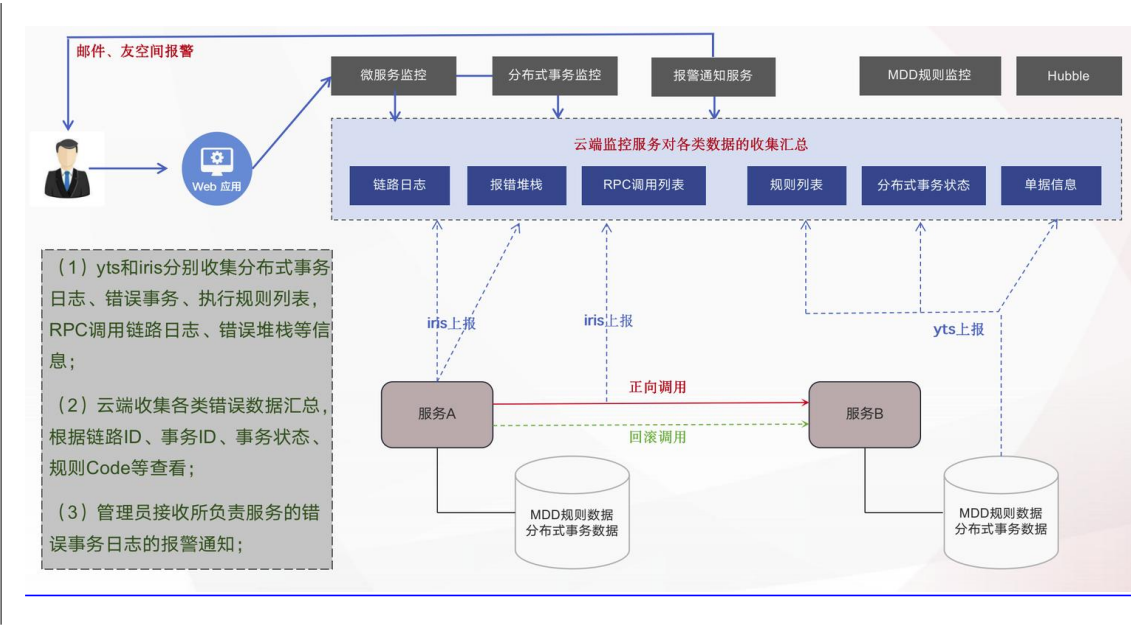 邮件、友空间报警
微服务监控
分布式事务监控
报警通知服务
MDD规则监控
Hubble
云端监控服务对各类数据的收集汇总
Web 应用
链路日志
报错堆栈
RPC调用列表
规则列表
分布式事务状态
单据信息
（1）yts和iris分别收集分布式事务
日志、错误事务、执行规则列表，
RPC调用链路日志、错误堆栈等信
息；
（2）云端收集各类错误数据汇总，
根据链路ID、事务ID、事务状态、
规则Code等查看；
（3）管理员接收所负责服务的错
误事务日志的报警通知；
iris上报
iris上报
yts上报
服务A
正向调用
回滚调用
服务B
MDD规则数据
分布式事务数据
MDD规则数据
分布式事务数据